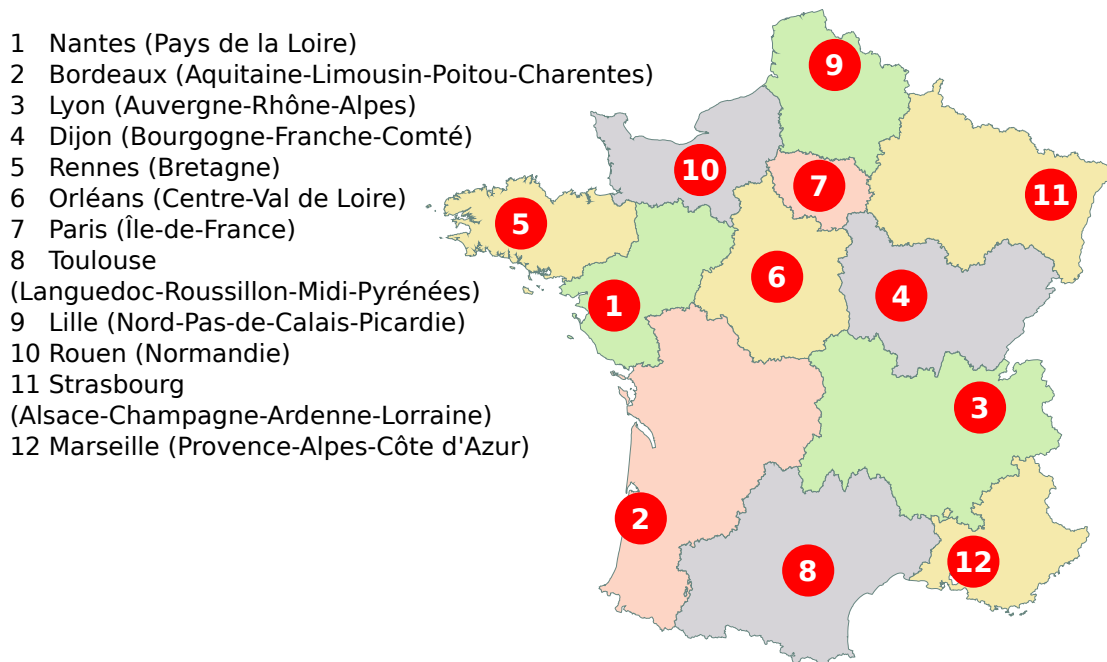 1 Nantes (Pays de la Loire)
2 Bordeaux (Aquitaine-Limousin-Poitou-Charentes)
3 Lyon (Auvergne-Rhône-Alpes)
4 Dijon (Bourgogne-Franche-Comté)
5 Rennes (Bretagne)
6 Orléans (Centre-Val de Loire)
7 Paris (Île-de-France)
8 Toulouse
(Languedoc-Roussillon-Midi-Pyrénées)
9 Lille (Nord-Pas-de-Calais-Picardie)
10 Rouen (Normandie)
11 Strasbourg
(Alsace-Champagne-Ardenne-Lorraine)
12 Marseille (Provence-Alpes-Côte d'Azur)
9
10
7
11
5
6
4
1
3
2
12
8